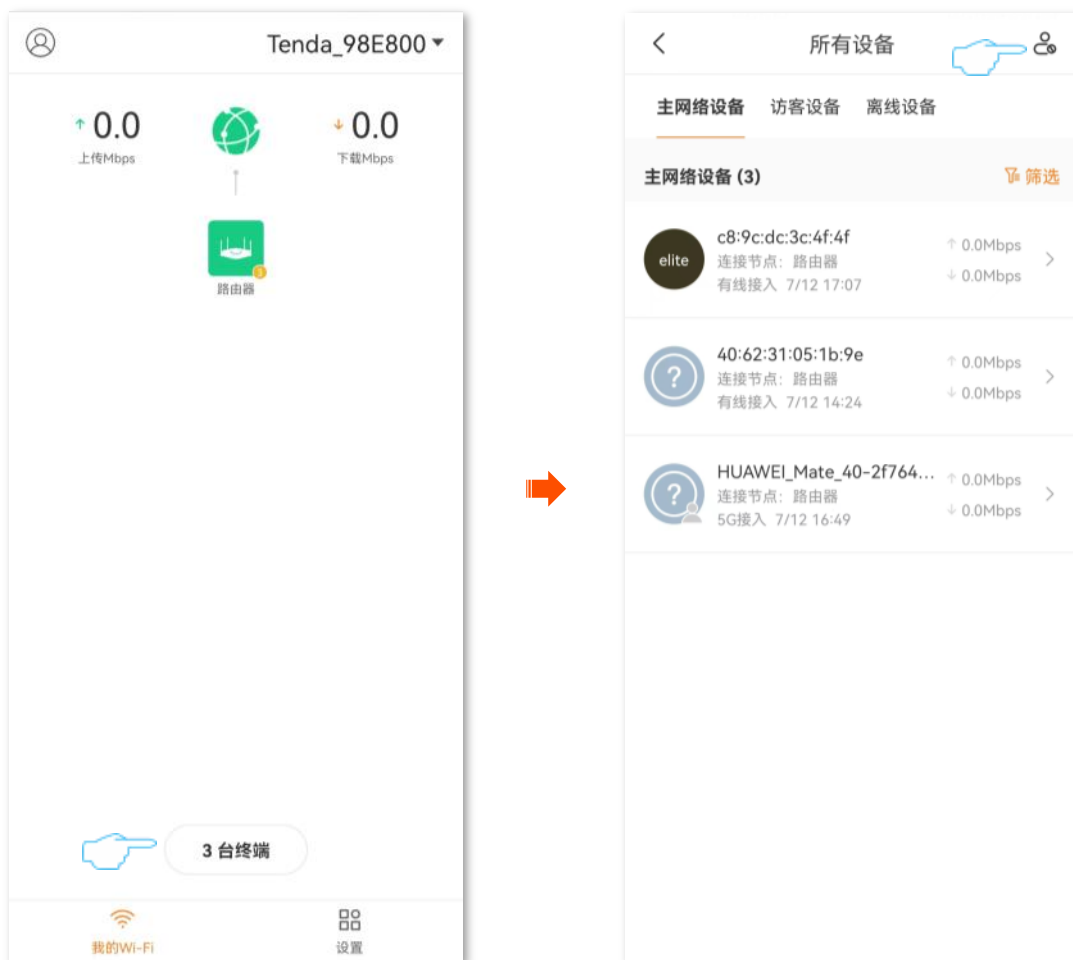 Tenda_98E800
↑ 0.0
上传Mbps
↓ 0.0
下载Mbps
3
路由器
3 台终端
我的Wi-Fi
设置
所有设备
主网络设备 访客设备 离线设备
主网络设备 (3) 筛选
elite
c8:9c:dc:3c:4f:4f
连接节点：路由器
有线接入 7/12 17:07
↑ 0.0Mbps
↓ 0.0Mbps
?
40:62:31:05:1b:9e
连接节点：路由器
有线接入 7/12 14:24
↑ 0.0Mbps
↓ 0.0Mbps
?
HUAWEI_Mate_40-2f764...
连接节点：路由器
5G接入 7/12 16:49
↑ 0.0Mbps
↓ 0.0Mbps